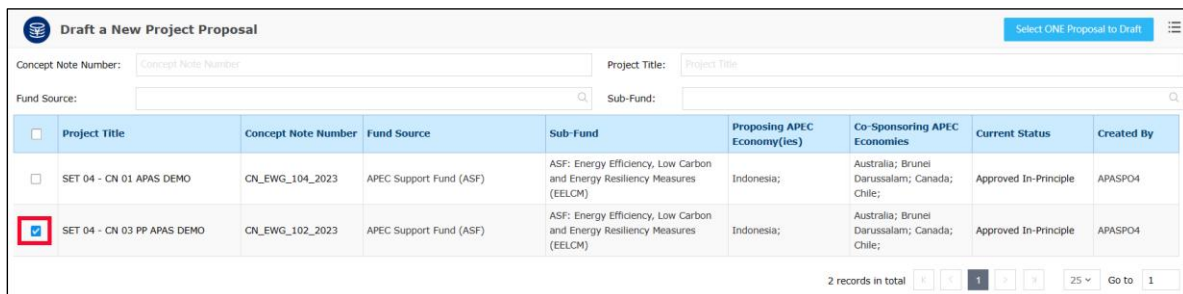 Draft a New Project Proposal
Select ONE Proposal to Draft
Concept Note Number: Concept Note Number Project Title: Project Title
Fund Source: Sub-Fund:
Project Title Concept Note Number Fund Source Sub-Fund Proposing APEC Economy(ies) Co-Sponsoring APEC Economies Current Status Created By
SET 04 - CN 01 APAS DEMO CN_EWG_104_2023 APEC Support Fund (ASF) ASF: Energy Efficiency, Low Carbon and Energy Resiliency Measures (EELCM) Indonesia; Australia; Brunei Darussalam; Canada; Chile; Approved In-Principle APASPO4
SET 04 - CN 03 PP APAS DEMO CN_EWG_102_2023 APEC Support Fund (ASF) ASF: Energy Efficiency, Low Carbon and Energy Resiliency Measures (EELCM) Indonesia; Australia; Brunei Darussalam; Canada; Chile; Approved In-Principle APASPO4
2 records in total 1 25 Go to 1